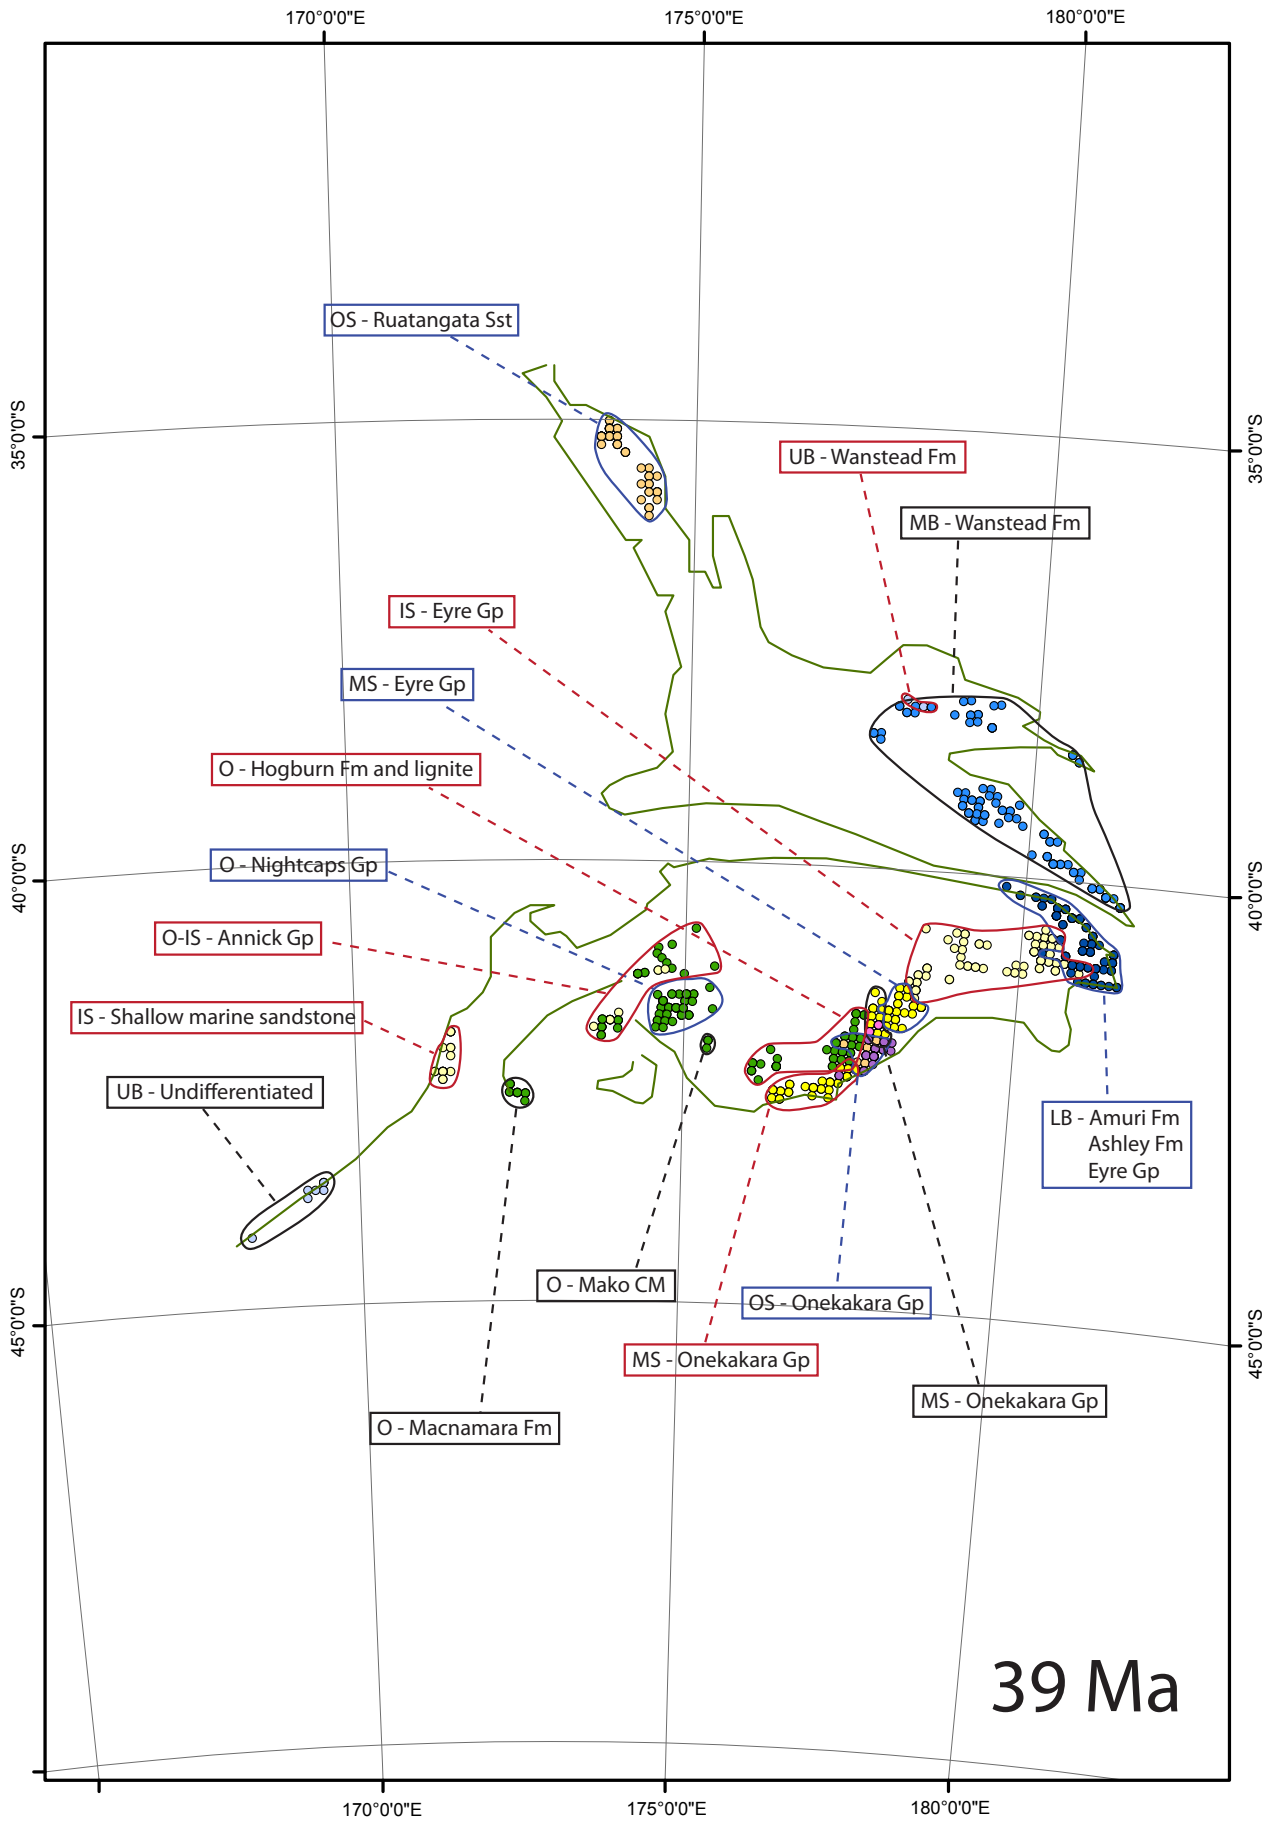 170°0'0"E
175°0'0"E
180°0'0"E
OS - Ruatangata Sst
35°0'0"S
35°0'0"S
UB - Wanstead Fm
MB - Wanstead Fm
IS - Eyre Gp
MS - Eyre Gp
O - Hogburn Fm and lignite
O - Nightcaps Gp
40°0'0"S
40°0'0"S
O-IS - Annick Gp
IS - Shallow marine sandstone
UB - Undifferentiated
LB - Amuri Fm
Ashley Fm
Eyre Gp
O - Mako CM
OS - Onekakara Gp
45°0'0"S
45°0'0"S
MS - Onekakara Gp
MS - Onekakara Gp
O - Macnamara Fm
39 Ma
170°0'0"E
175°0'0"E
180°0'0"E